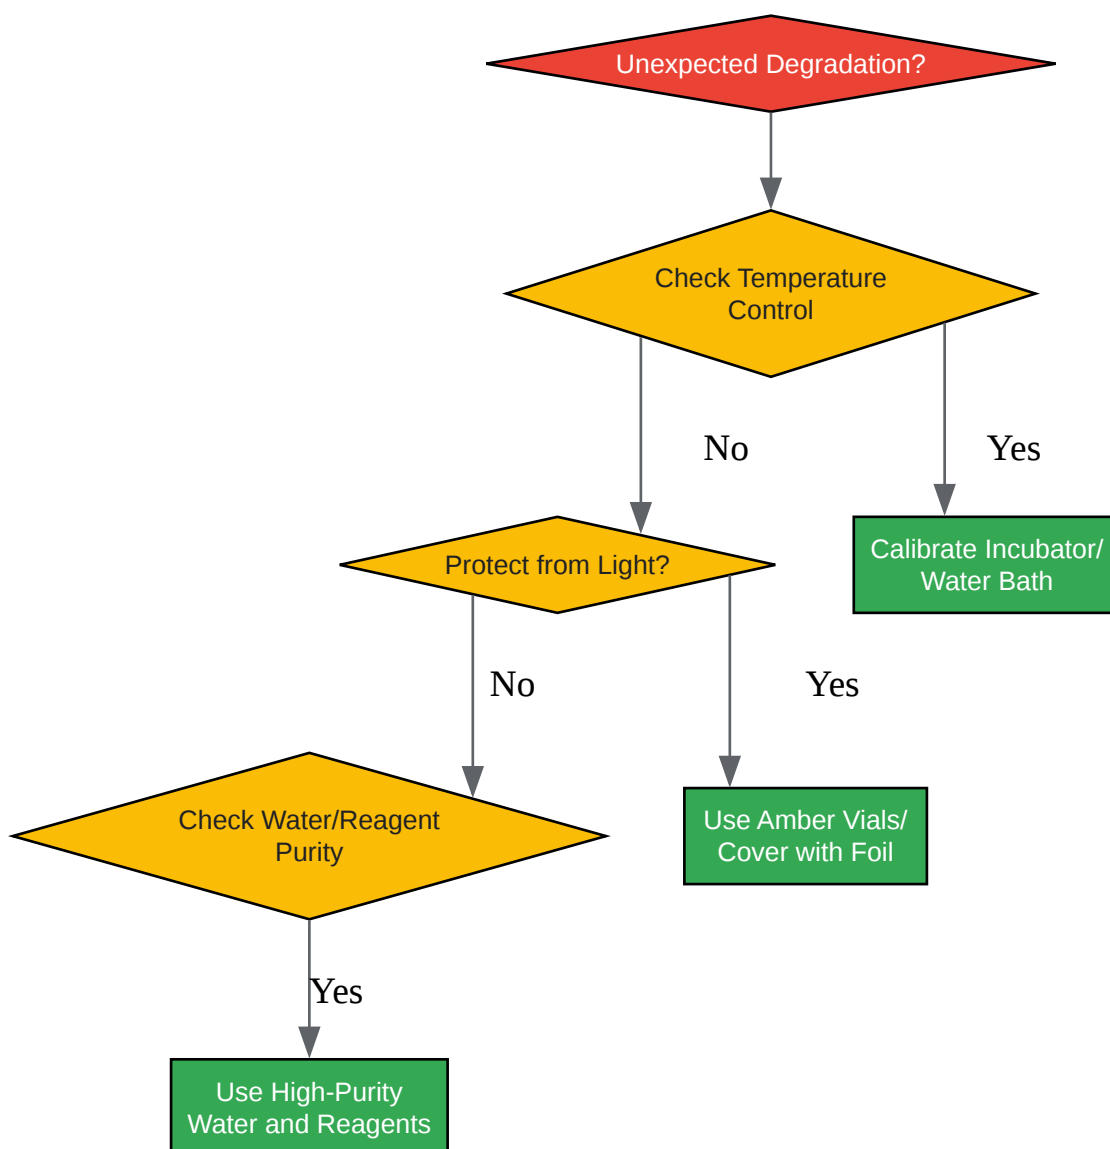 Unexpected Degradation?
Check Temperature
Control
No
Yes
Protect from Light?
Calibrate Incubator/
Water Bath
No
Yes
Check Water/Reagent
Purity
Use Amber Vials/
Cover with Foil
Yes
Use High-Purity
Water and Reagents